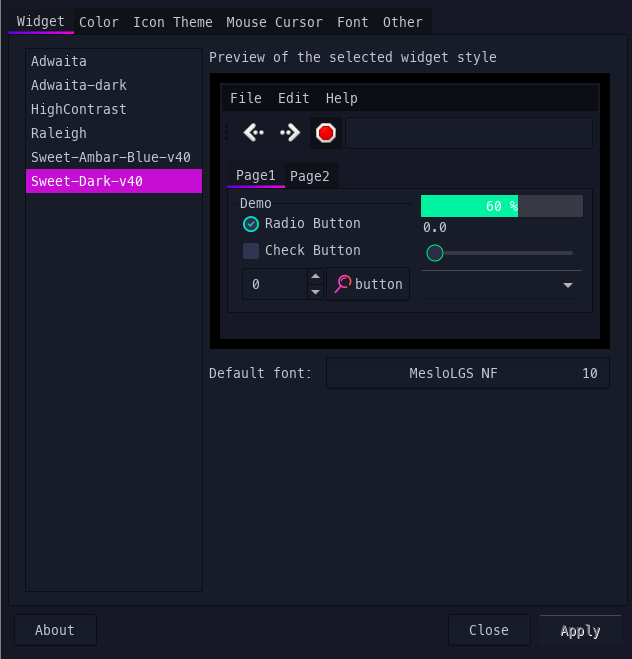 Widget Color Icon Theme Mouse Cursor Font Other
Adwaita
Adwaita-dark
HighContrast
Raleigh
Sweet-Ambar-Blue-v40
Sweet-Dark-v40
Preview of the selected widget style
File Edit Help
Page1 Page2
Demo
60 %
Radio Button
0.0
Check Button
0
button
Default font:
MesloLGS NF 10
About
Close
Apply